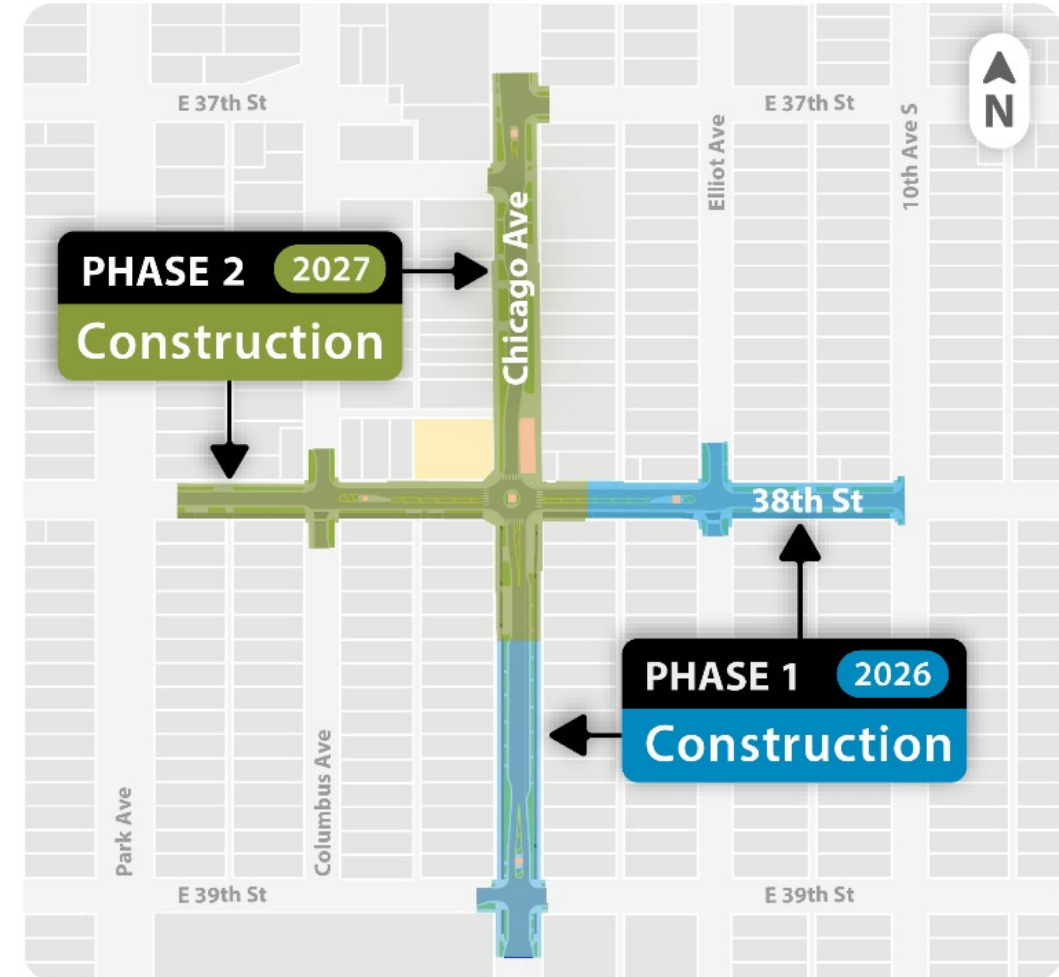 E 37th St
E 37th St
N
Elliot Ave
10th Ave S
PHASE 2 2027
Construction
Chicago Ave
38th St
PHASE 1 2026
Construction
Columbus Ave
Park Ave
E 39th St
E 39th St